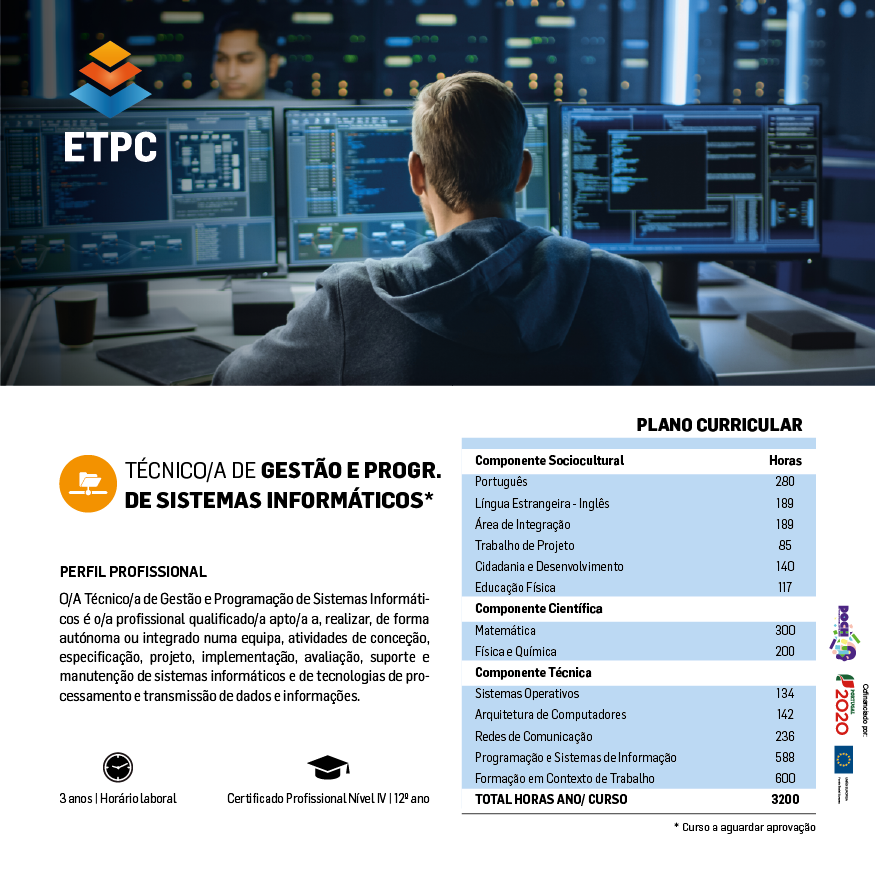 ETPC
TÉCNICO/A DE GESTÃO E PROGR.
DE SISTEMAS INFORMÁTICOS*
PERFIL PROFISSIONAL
O/A Técnico/a de Gestão e Programação de Sistemas Informáti-
cos é o/a profissional qualificado/a apto/a a, realizar, de forma
autónoma ou integrado numa equipa, atividades de conceção,
especificação, projeto, implementação, avaliação, suporte e
manutenção de sistemas informáticos e de tecnologias de pro-
cessamento e transmissão de dados e informações.
3 anos | Horário laboral
Certificado Profissional Nível IV | 12º ano
PLANO CURRICULAR
Componente Sociocultural Horas
Português 280
Língua Estrangeira - Inglês 189
Área de Integração 189
Trabalho de Projeto 85
Cidadania e Desenvolvimento 140
Educação Física 117
Componente Científica
Matemática 300
Física e Química 200
Componente Técnica
Sistemas Operativos 134
Arquitetura de Computadores 142
Redes de Comunicação 236
Programação e Sistemas de Informação 588
Formação em Contexto de Trabalho 600
TOTAL HORAS ANO/ CURSO 3200
* Curso a aguardar aprovação
Cofinanciado por:
POCH
PORTUGAL
2020